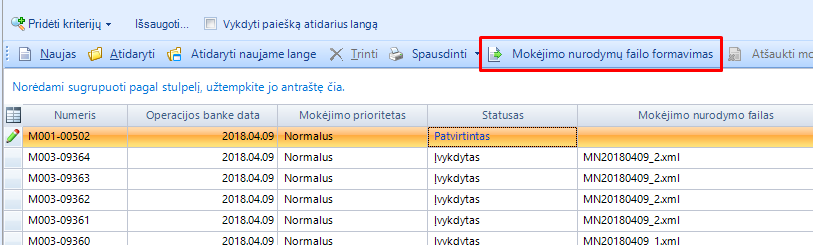 Pridėti kriterijų Išsaugoti... Vykdyti paiešką atidarius langą
Naujas Atidaryti Atidaryti naujame lange Trinti Spausdinti Mokėjimo nurodymų failo formavimas Atšaukti mo
Norėdami sugrupuoti pagal stulpelį, užtempkite jo antraštę čia.
Numeris Operacijos banke data Mokėjimo prioritetas Statusas Mokėjimo nurodymo failas
M001-00502 2018.04.09 Normalus Patvirtintas
M003-09364 2018.04.09 Normalus Įvykdytas MN20180409_2.xml
M003-09363 2018.04.09 Normalus Įvykdytas MN20180409_2.xml
M003-09362 2018.04.09 Normalus Įvykdytas MN20180409_2.xml
M003-09361 2018.04.09 Normalus Įvykdytas MN20180409_2.xml
M003-09360 2018.04.09 Normalus Įvykdytas MN20180409_1.xml